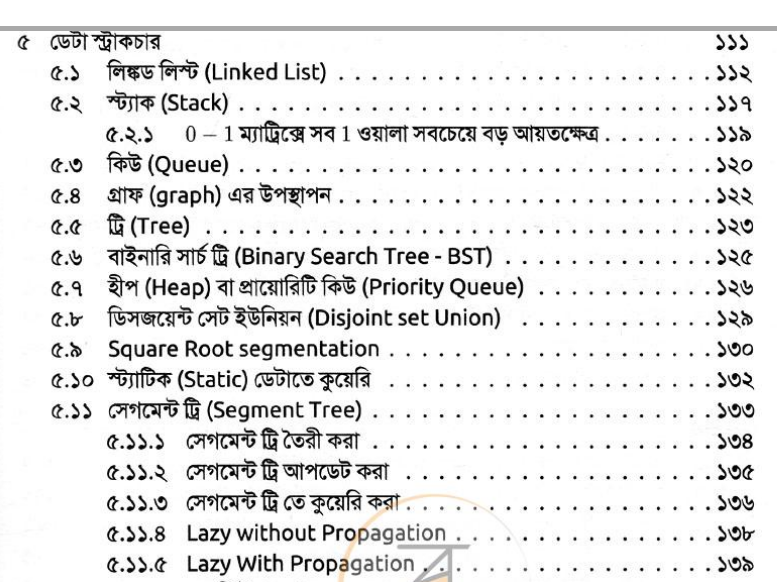 ৫ ডেটা স্ট্রাকচার ১১১
৫.১ লিঙ্কড লিস্ট (Linked List) . . . . . . . . . . . . . . . . . . . . . . . . ১১২
৫.২ স্ট্যাক (Stack) . . . . . . . . . . . . . . . . . . . . . . . . . . . . . . ১১৭
৫.২.১ 0 – 1 ম্যাট্রিক্সে সব 1 ওয়ালা সবচেয়ে বড় আয়তক্ষেত্র . . . . . . . ১১৯
৫.৩ কিউ (Queue) . . . . . . . . . . . . . . . . . . . . . . . . . . . . . . ১২০
৫.৪ গ্রাফ (graph) এর উপস্থাপন . . . . . . . . . . . . . . . . . . . . . . . . ১২২
৫.৫ ট্রি (Tree) . . . . . . . . . . . . . . . . . . . . . . . . . . . . . . . . ১২৩
৫.৬ বাইনারি সার্চ ট্রি (Binary Search Tree - BST) . . . . . . . . . . . . . ১২৫
৫.৭ হীপ (Heap) বা প্রায়োরিটি কিউ (Priority Queue) . . . . . . . . . . . ১২৬
৫.৮ ডিসজয়েন্ট সেট ইউনিয়ন (Disjoint set Union) . . . . . . . . . . . . ১২৯
৫.৯ Square Root segmentation . . . . . . . . . . . . . . . . . . . . . ১৩০
৫.১০ স্ট্যাটিক (Static) ডেটাতে কুয়েরি . . . . . . . . . . . . . . . . . . . . . ১৩২
৫.১১ সেগমেন্ট ট্রি (Segment Tree) . . . . . . . . . . . . . . . . . . . . . . ১৩৩
৫.১১.১ সেগমেন্ট ট্রি তৈরী করা . . . . . . . . . . . . . . . . . . . . . . ১৩৪
৫.১১.২ সেগমেন্ট ট্রি আপডেট করা . . . . . . . . . . . . . . . . . . . . ১৩৫
৫.১১.৩ সেগমেন্ট ট্রি তে কুয়েরি করা . . . . . . . . . . . . . . . . . . . . ১৩৬
৫.১১.৪ Lazy without Propagation . . . . . . . . . . . . . . . . . ১৩৮
৫.১১.৫ Lazy With Propagation . . . . . . . . . . . . . . . . . . . ১৩৯